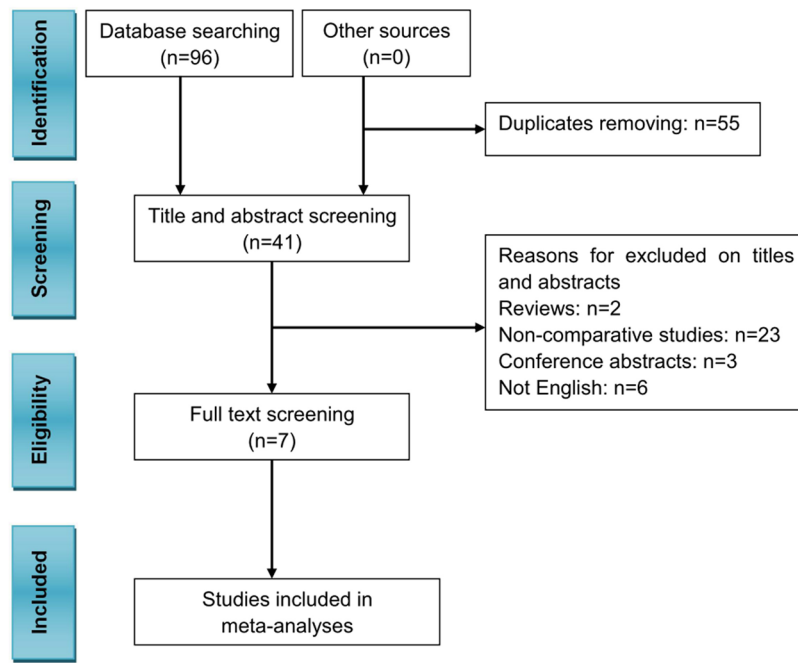 Identification
Database searching
(n=96)
Other sources
(n=0)
Duplicates removing: n=55
Screening
Title and abstract screening
(n=41)
Reasons for excluded on titles
and abstracts
Reviews: n=2
Non-comparative studies: n=23
Conference abstracts: n=3
Not English: n=6
Eligibility
Full text screening
(n=7)
Included
Studies included in
meta-analyses